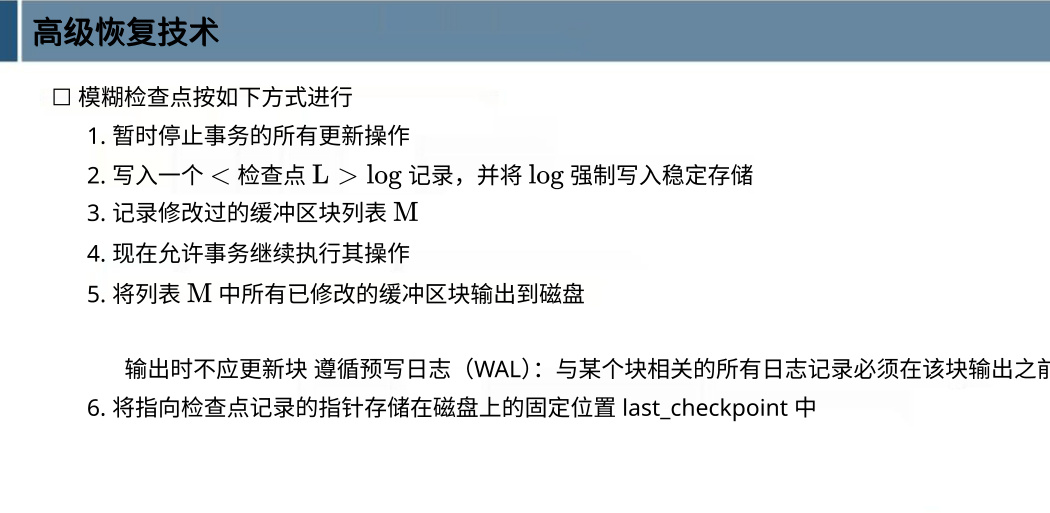 高级恢复技术
□ 模糊检查点按如下方式进行
1. 暂时停止事务的所有更新操作
2. 写入一个 < 检查点 L > log 记录，并将 log 强制写入稳定存储
3. 记录修改过的缓冲区块列表 M
4. 现在允许事务继续执行其操作
5. 将列表 M 中所有已修改的缓冲区块输出到磁盘
输出时不应更新块 遵循预写日志（WAL）：与某个块相关的所有日志记录必须在该块输出之前
6. 将指向检查点记录的指针存储在磁盘上的固定位置 last_checkpoint 中